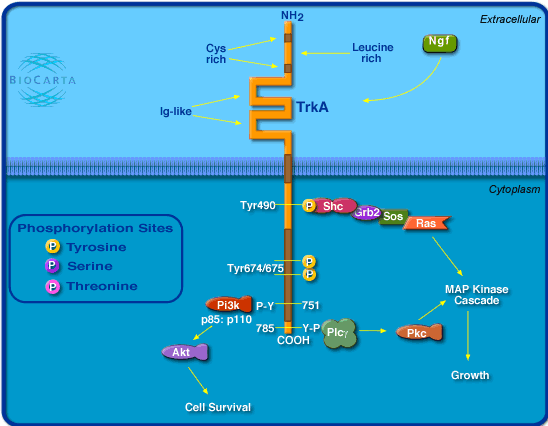 NH2
Extracellular
Cys
rich
Leucine
rich
Ngf
BIOCARTA
Ig-like
TrkA
Cytoplasm
Tyr490
P
Shc
Grb2
Sos
Ras
Phosphorylation Sites
P Tyrosine
P Serine
P Threonine
Tyr674/675
P
P
MAP Kinase
Cascade
Pi3k
P-Y
751
p85: p110
785
Y-P
Plcγ
Pkc
COOH
Akt
Growth
Cell Survival